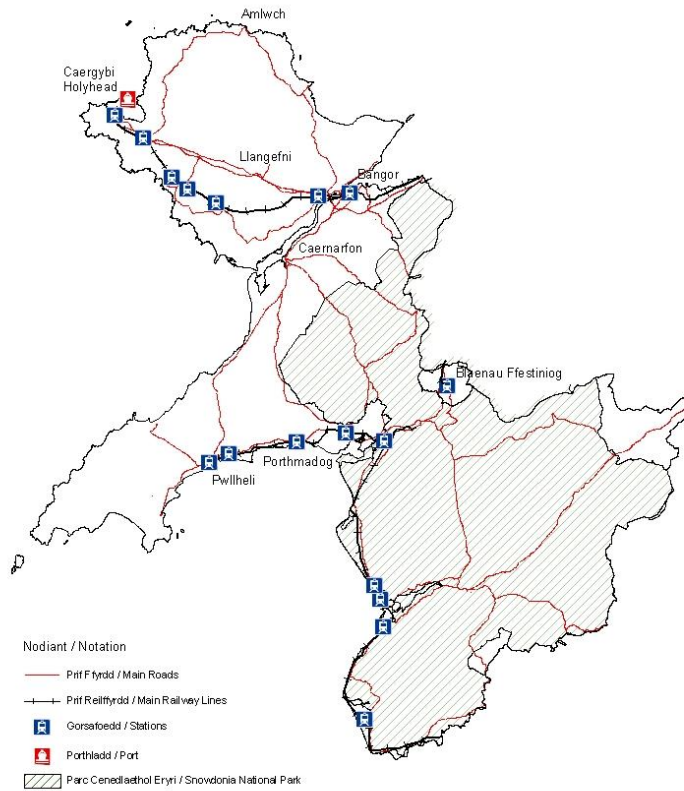 Amlwch
Caergybi
Holyhead
Llangefni
Bangor
Caernarfon
Blaenau Ffestiniog
Porthmadog
Pwllheli
Nodiant / Notation
Prif Ffyrdd / Main Roads
Prif Reilffyrdd / Main Railway Lines
Gorsafoedd / Stations
Porthladd / Port
Parc Cenedlaethol Eryri / Snowdonia National Park